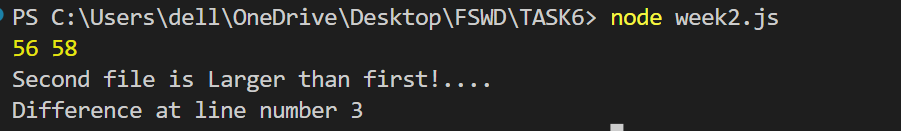 PS C:\Users\dell\OneDrive\Desktop\FSWD\TASK6> node week2.js
56 58
Second file is Larger than first!....
Difference at line number 3